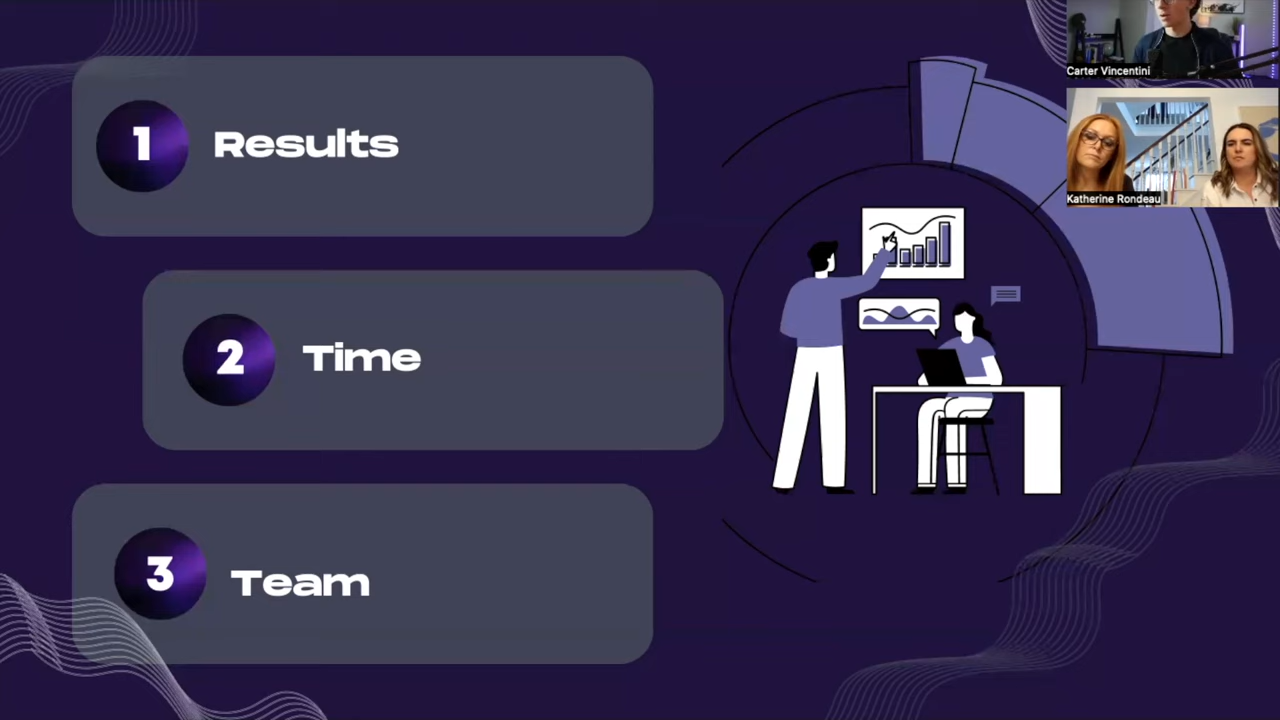 1 Results
2 Time
3 Team
Carter Vincentini
Katherine Rondeau